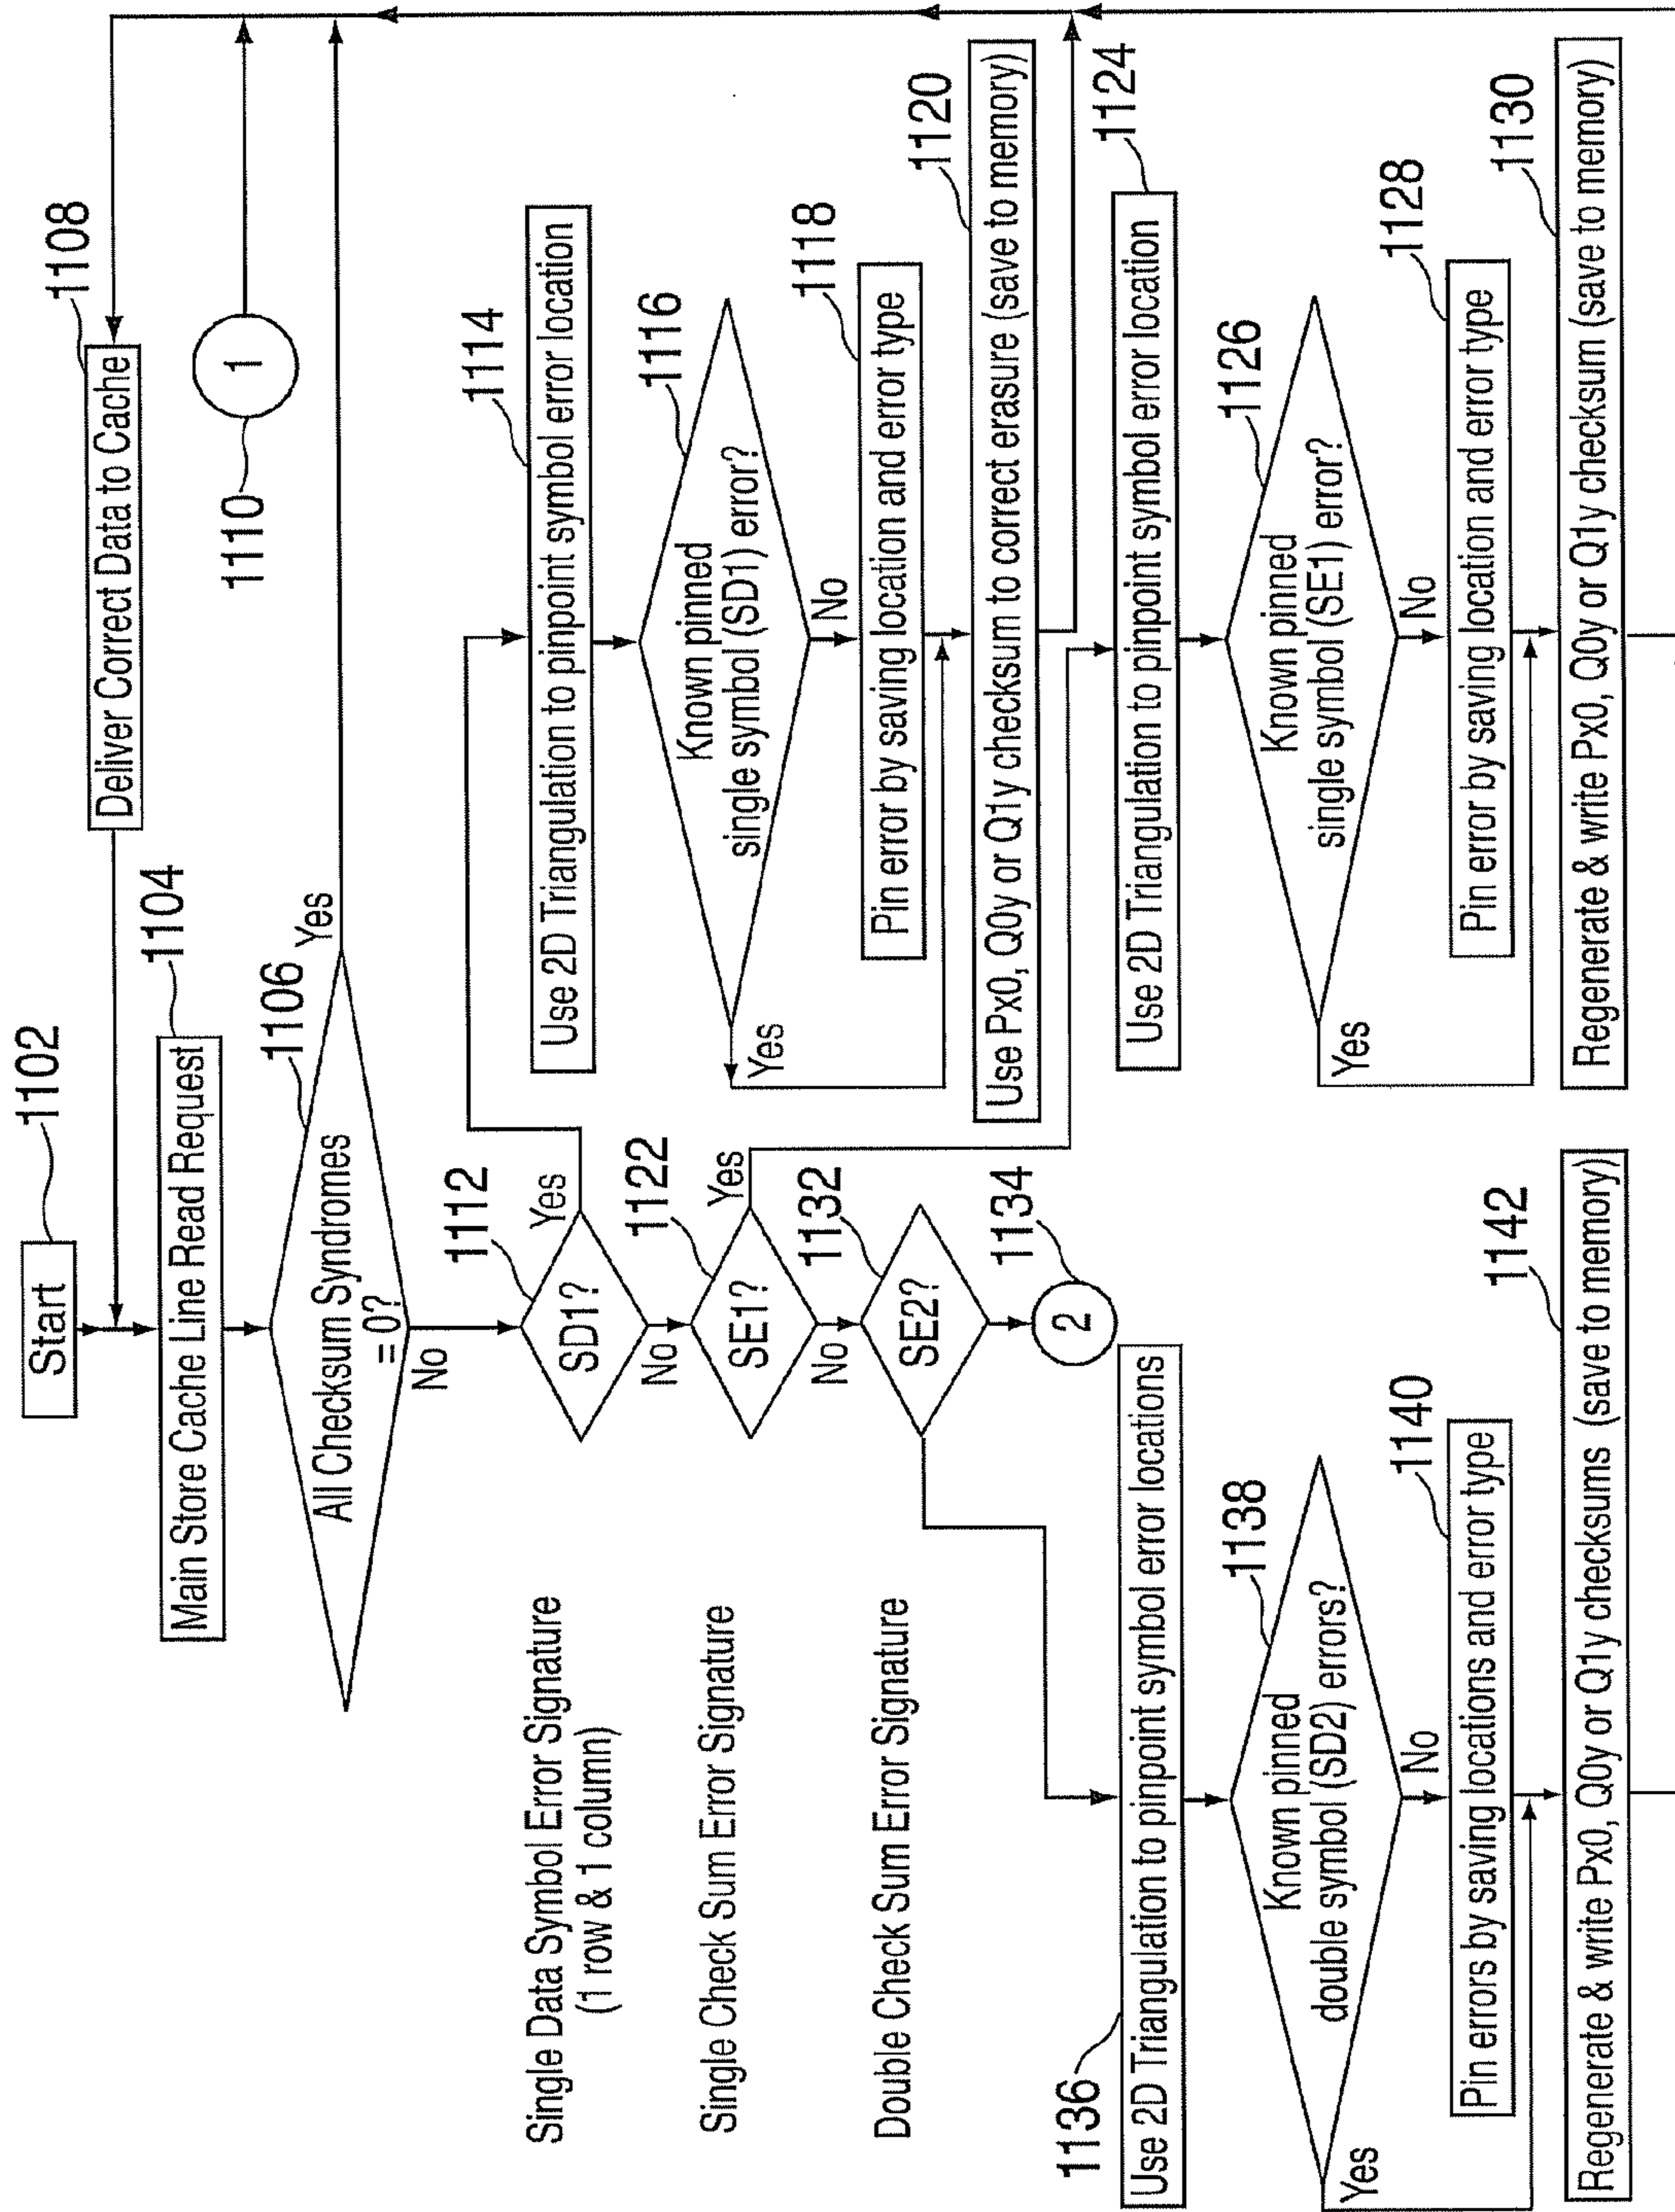 Start
1102
Main Store Cache Line Read Request
1104
Deliver Correct Data to Cache
1108
All Checksum Syndromes
= 0?
1106
Yes
No
1
1110
Single Data Symbol Error Signature
(1 row & 1 column)
SD1?
1112
Yes
No
Use 2D Triangulation to pinpoint symbol error location
1114
Known pinned
single symbol (SD1) error?
1116
Yes
No
Pin error by saving location and error type
1118
Use Px0, Q0y or Q1y checksum to correct erasure (save to memory)
1120
Single Check Sum Error Signature
SE1?
1122
Yes
No
Use 2D Triangulation to pinpoint symbol error location
1124
Known pinned
single symbol (SE1) error?
1126
Yes
No
Pin error by saving location and error type
1128
Regenerate & write Px0, Q0y or Q1y checksum (save to memory)
1130
Double Check Sum Error Signature
SE2?
1132
2
1134
1136
Use 2D Triangulation to pinpoint symbol error locations
Known pinned
double symbol (SD2) errors?
1138
Yes
No
Pin errors by saving locations and error type
1140
Regenerate & write Px0, Q0y or Q1y checksums (save to memory)
1142